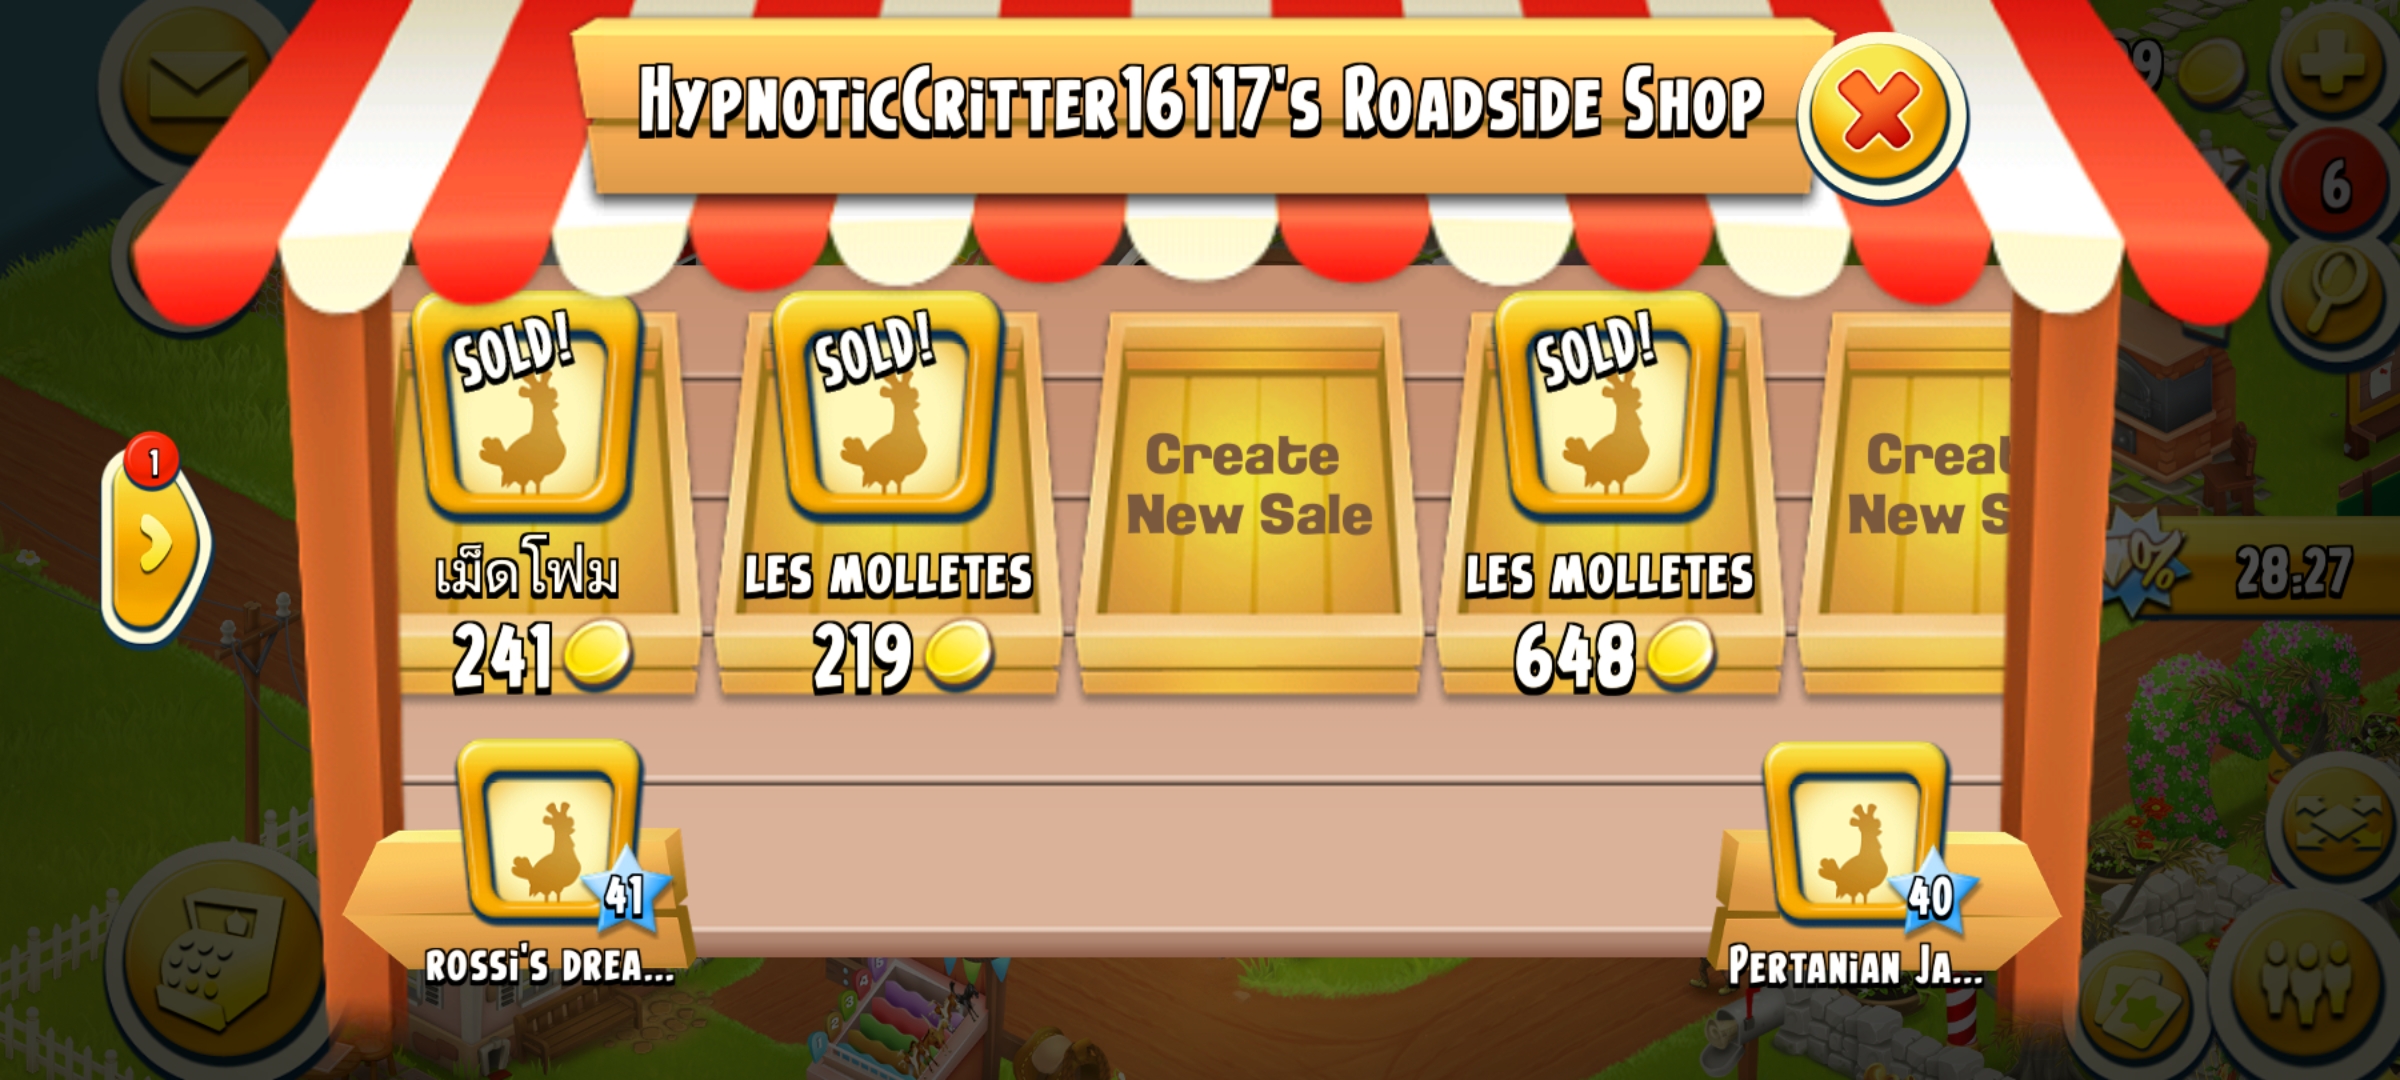 HypnoticCritter16117's Roadside Shop
9
6
1
SOLD!
SOLD!
SOLD!
Create
New Sale
Creat
New S
เม็ดโฟม
LES MOLLETES
LES MOLLETES
241
219
648
28:27
41
40
ROSSI'S DREA...
PERTANIAN JA...